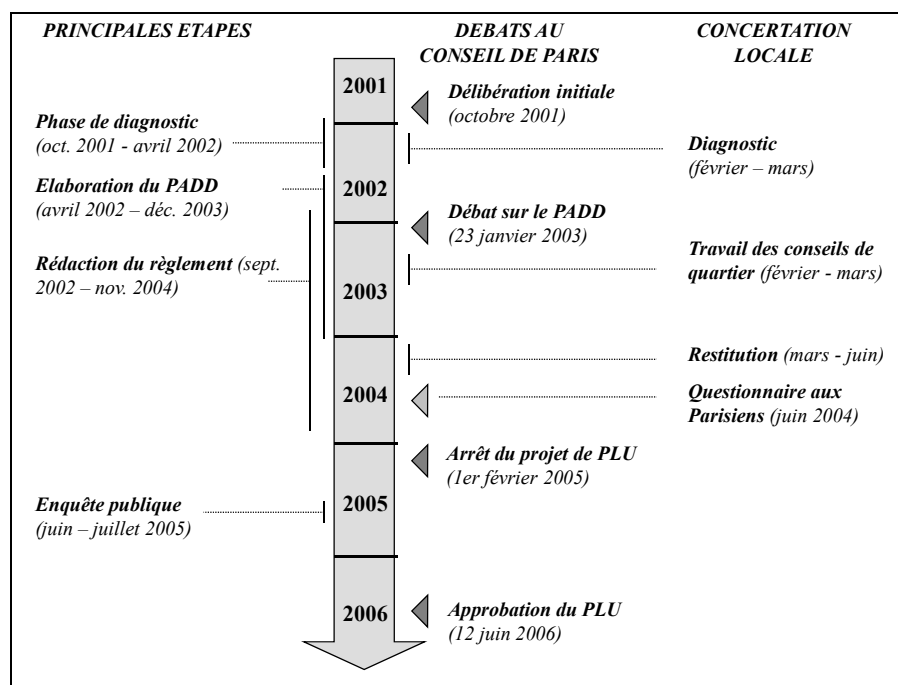 PRINCIPALES ETAPES
DEBATS AU
CONSEIL DE PARIS
CONCERTATION
LOCALE
2001
Délibération initiale
(octobre 2001)
Phase de diagnostic
(oct. 2001 - avril 2002)
Diagnostic
(février – mars)
Elaboration du PADD
(avril 2002 – déc. 2003)
2002
Débat sur le PADD
(23 janvier 2003)
Rédaction du règlement (sept.
2002 – nov. 2004)
2003
Travail des conseils de
quartier (février - mars)
Restitution (mars - juin)
2004
Questionnaire aux
Parisiens (juin 2004)
Arrêt du projet de PLU
(1er février 2005)
Enquête publique
(juin – juillet 2005)
2005
2006
Approbation du PLU
(12 juin 2006)